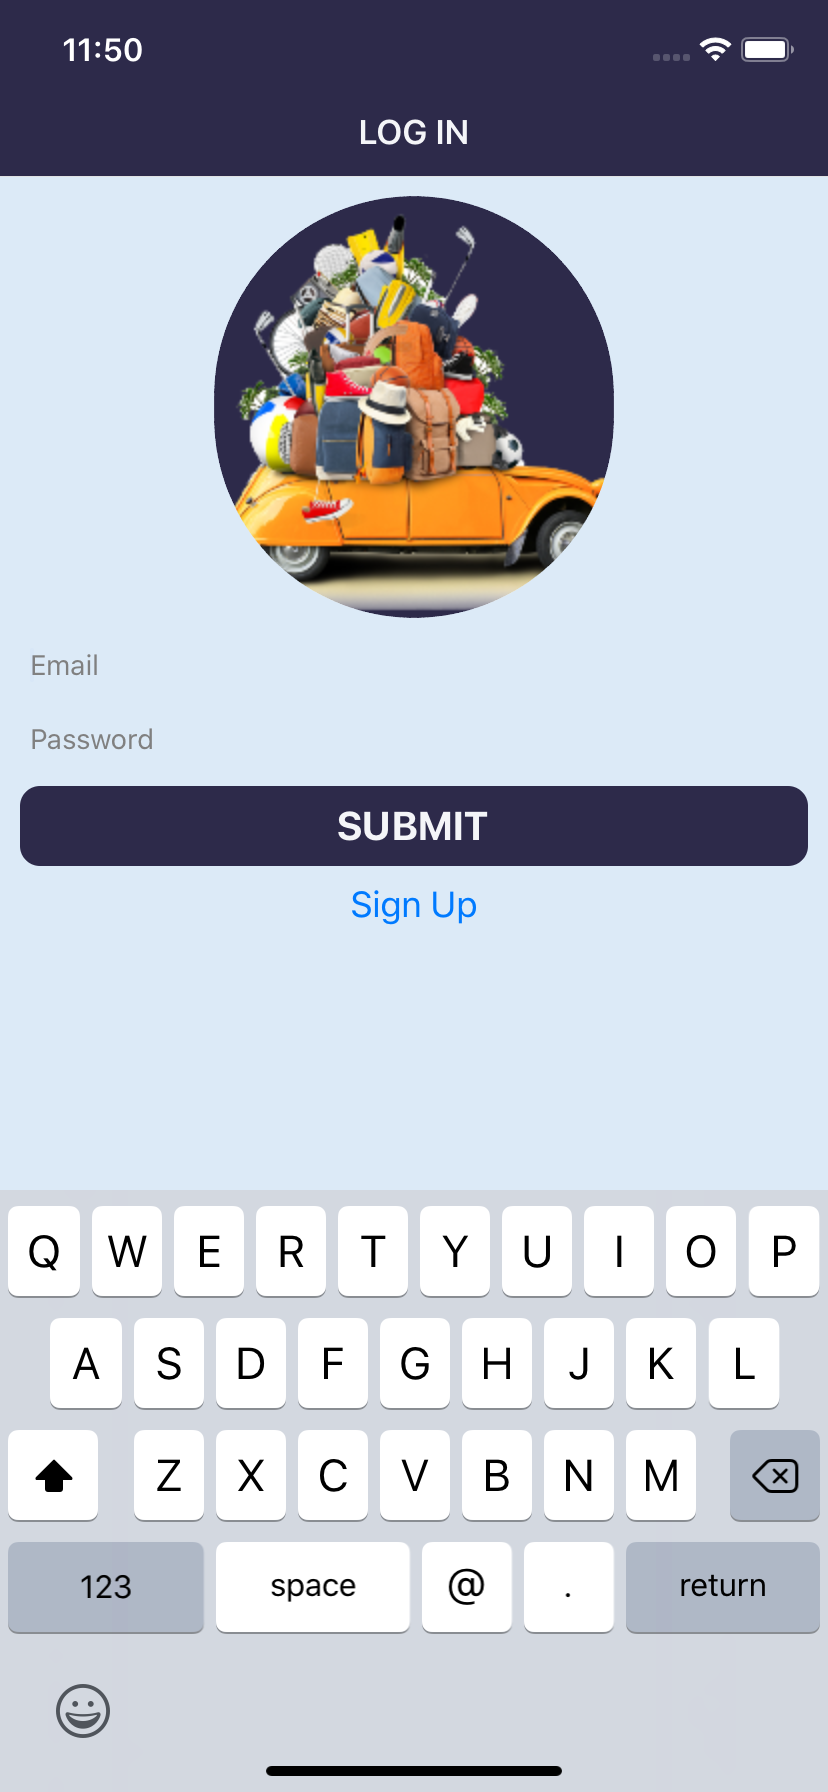 11:50
LOG IN
Email
Password
SUBMIT
Sign Up
Q W E R T Y U I O P
A S D F G H J K L
Z X C V B N M
123 space @ . return